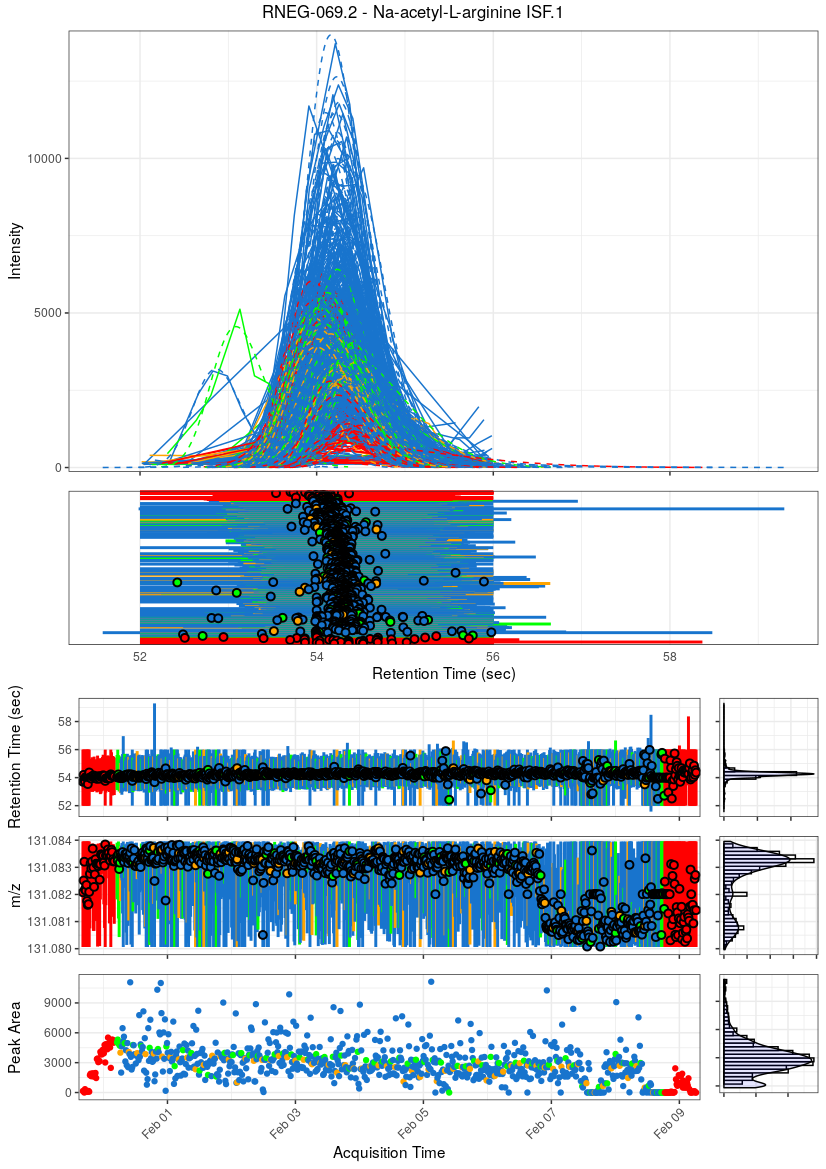 RNEG-069.2 - Na-acetyl-L-arginine ISF.1
10000
5000
0
Intensity
52
54
56
58
Retention Time (sec)
58
56
54
52
Retention Time (sec)
131.084
131.083
131.082
131.081
131.080
m/z
9000
6000
3000
0
Peak Area
Feb 01
Feb 03
Feb 05
Feb 07
Feb 09
Acquisition Time